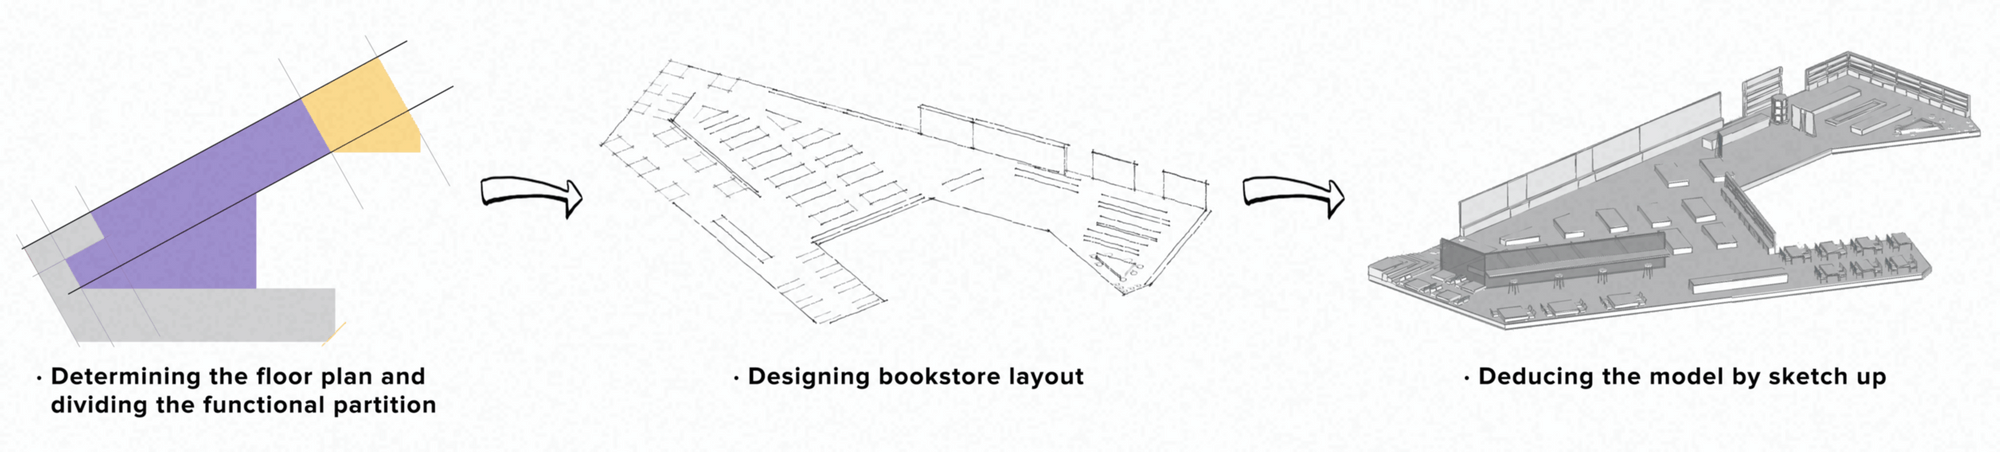 · Determining the floor plan and
dividing the functional partition
· Designing bookstore layout
· Deducing the model by sketch up